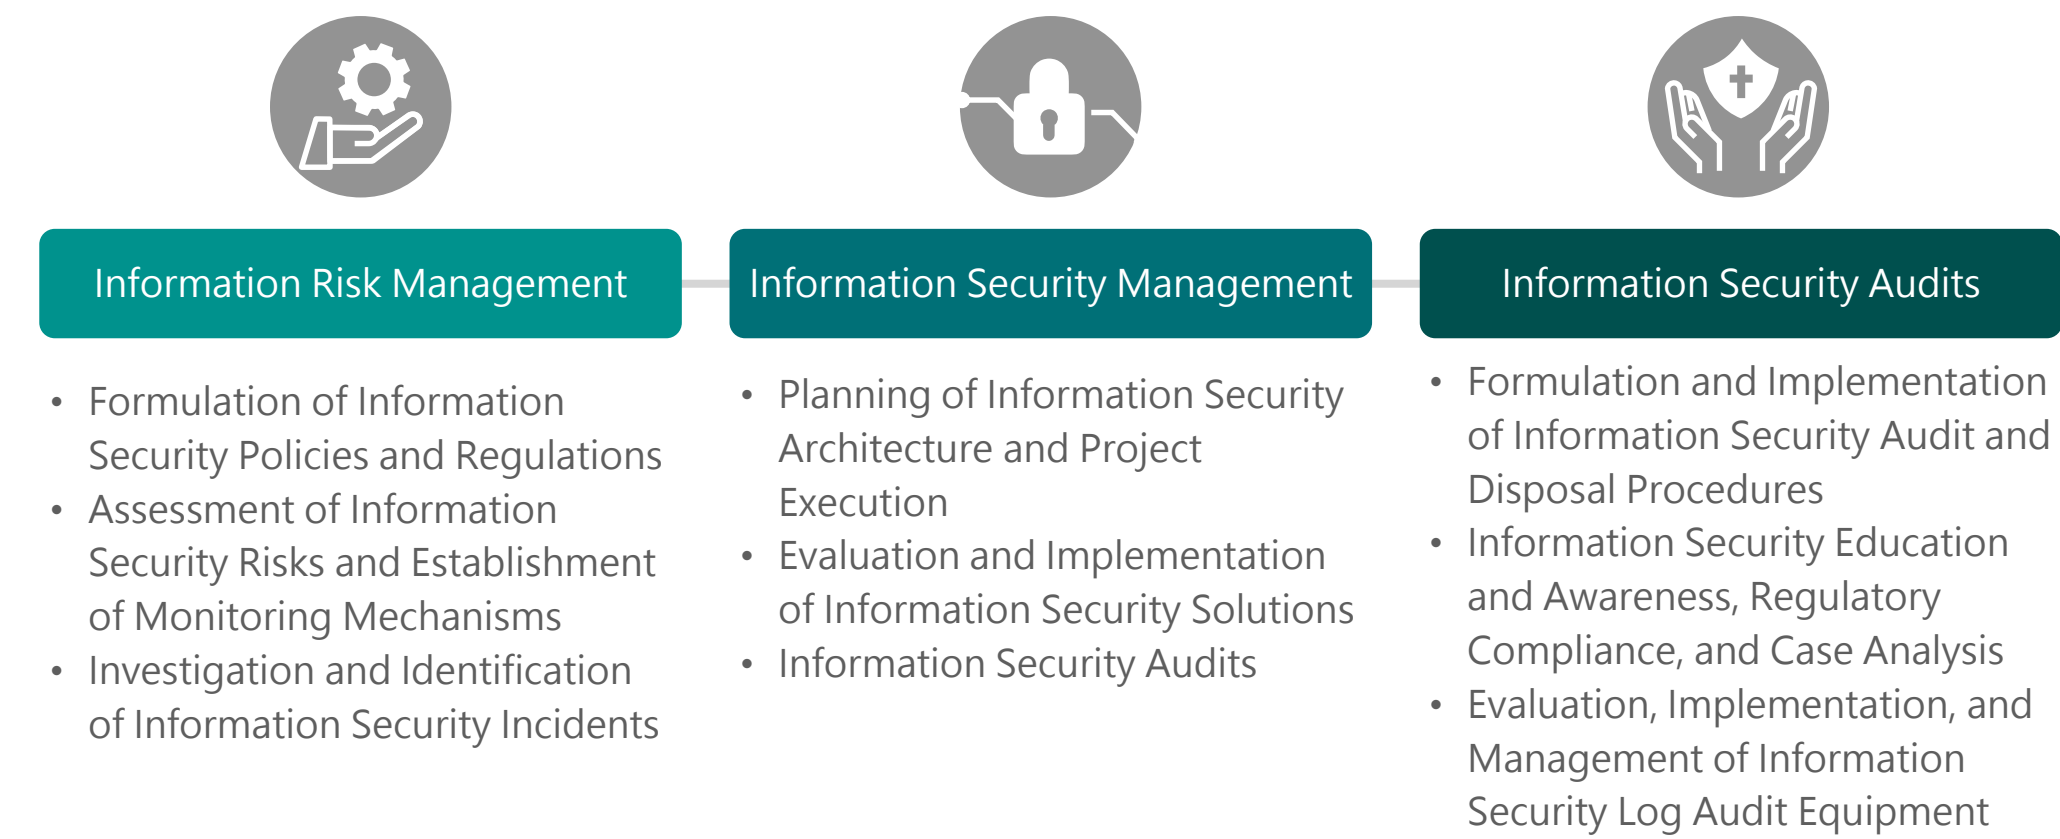 Information Risk Management
• Formulation of Information
Security Policies and Regulations
• Assessment of Information
Security Risks and Establishment
of Monitoring Mechanisms
• Investigation and Identification
of Information Security Incidents
Information Security Management
• Planning of Information Security
Architecture and Project
Execution
• Evaluation and Implementation
of Information Security Solutions
• Information Security Audits
Information Security Audits
• Formulation and Implementation
of Information Security Audit and
Disposal Procedures
• Information Security Education
and Awareness, Regulatory
Compliance, and Case Analysis
• Evaluation, Implementation, and
Management of Information
Security Log Audit Equipment